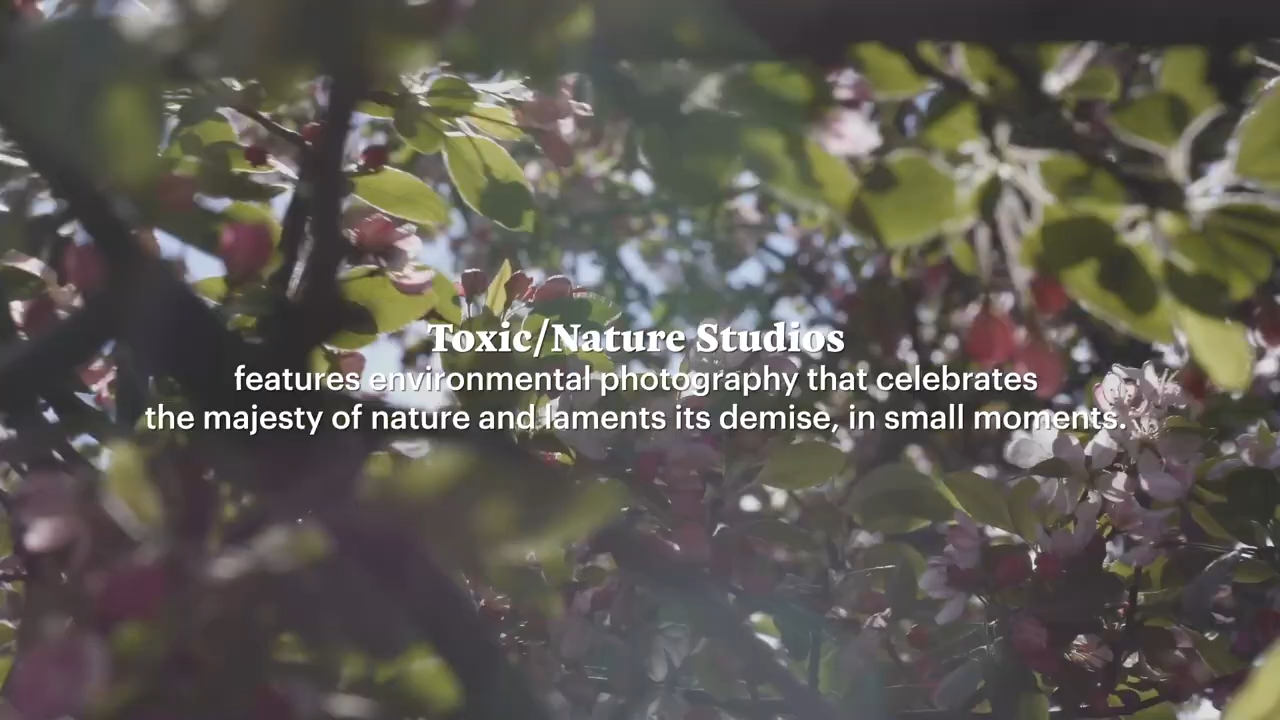 Toxic/Nature Studios
features environmental photography that celebrates
the majesty of nature and laments its demise, in small moments.